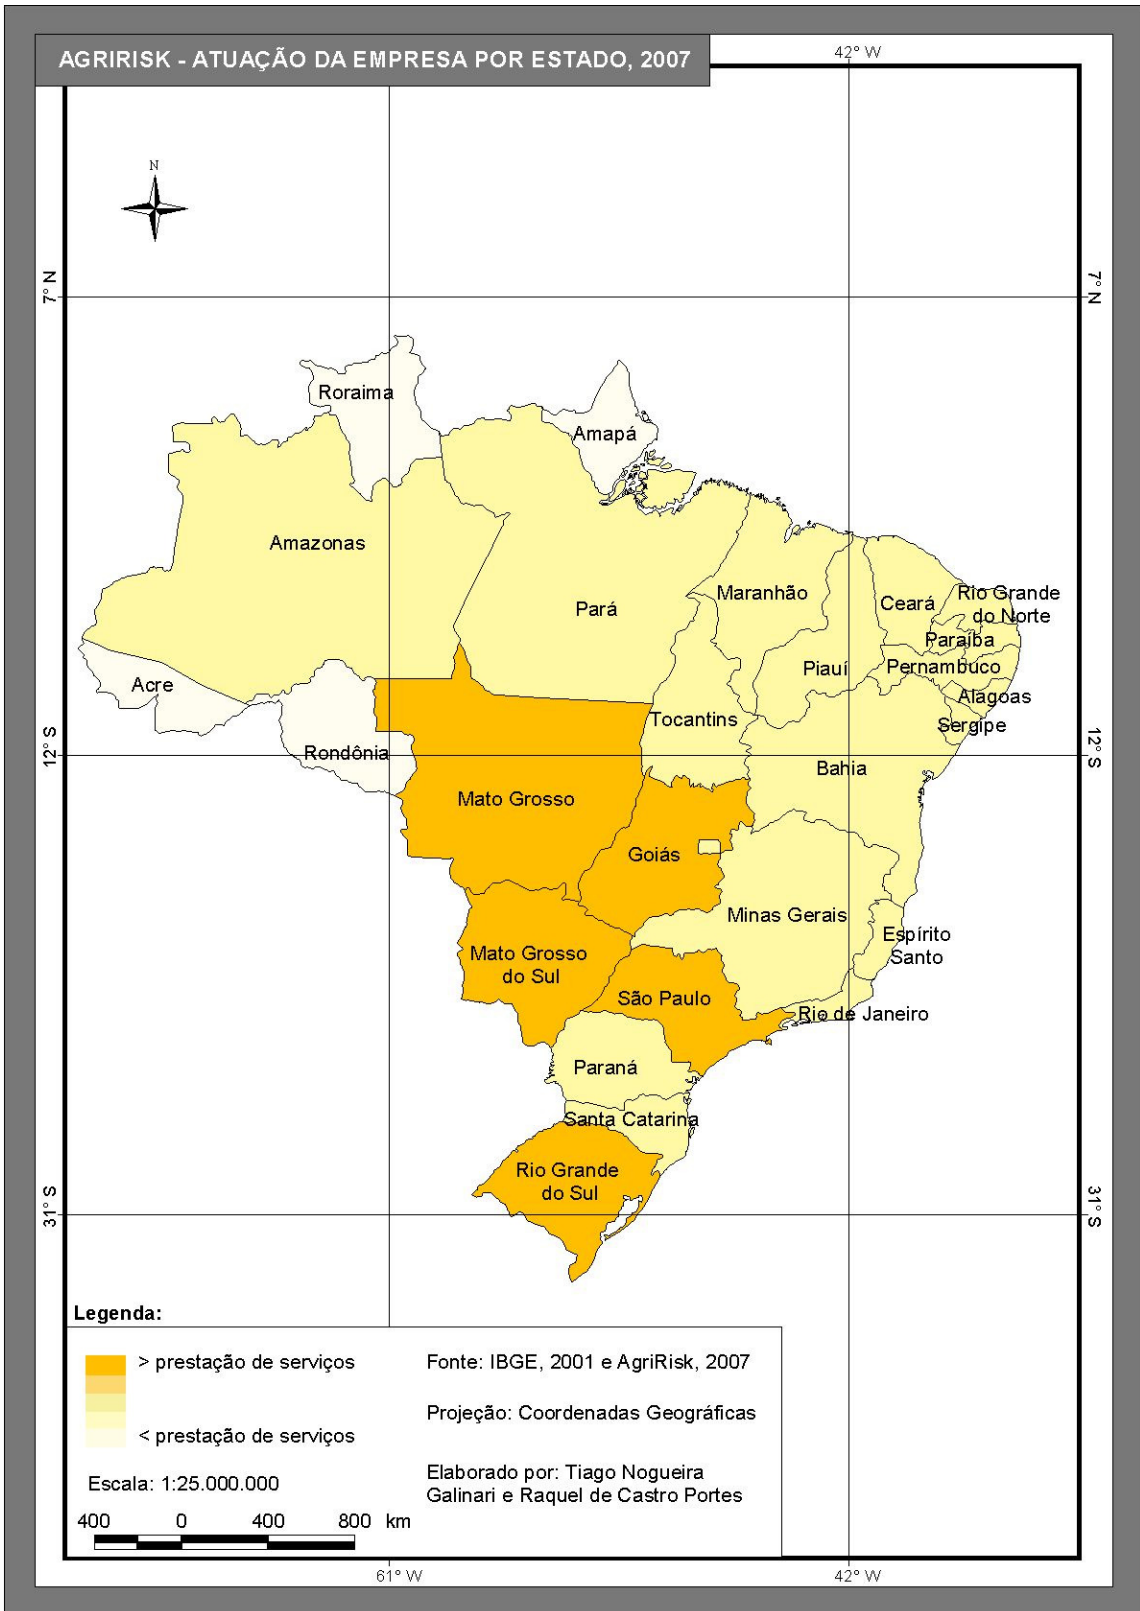 AGRIRISK - ATUAÇÃO DA EMPRESA POR ESTADO, 2007
42° W
N
7° N
7° N
Roraima
Amapá
Amazonas
Pará
Maranhão
Ceará
Rio Grande
do Norte
Paraíba
Piauí
Pernambuco
Acre
Alagoas
Tocantins
Sergipe
Rondônia
12° S
12° S
Bahia
Mato Grosso
Goiás
Minas Gerais
Espírito
Santo
Mato Grosso
do Sul
São Paulo
Rio de Janeiro
Paraná
Santa Catarina
Rio Grande
do Sul
31° S
31° S
Legenda:
> prestação de serviços
< prestação de serviços
Escala: 1:25.000.000
400 0 400 800 km
Fonte: IBGE, 2001 e AgriRisk, 2007
Projeção: Coordenadas Geográficas
Elaborado por: Tiago Nogueira
Galinari e Raquel de Castro Portes
61° W
42° W